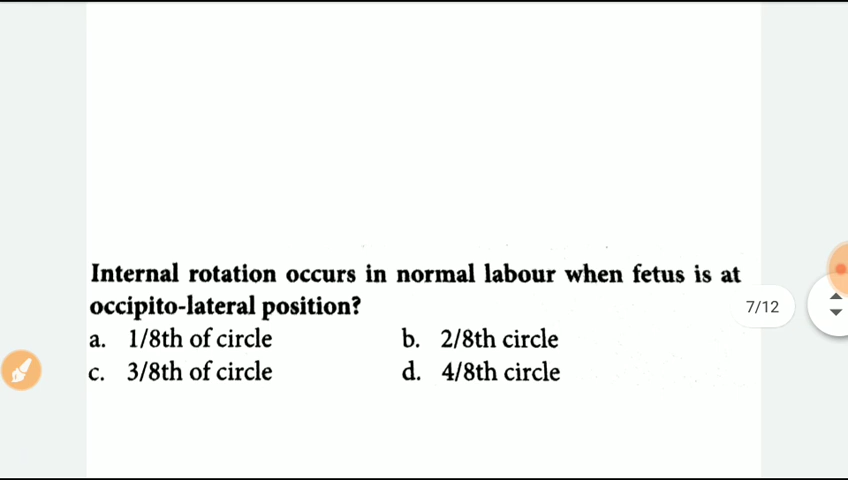 Internal rotation occurs in normal labour when fetus is at
occipito-lateral position?
7/12
a. 1/8th of circle b. 2/8th circle
c. 3/8th of circle d. 4/8th circle